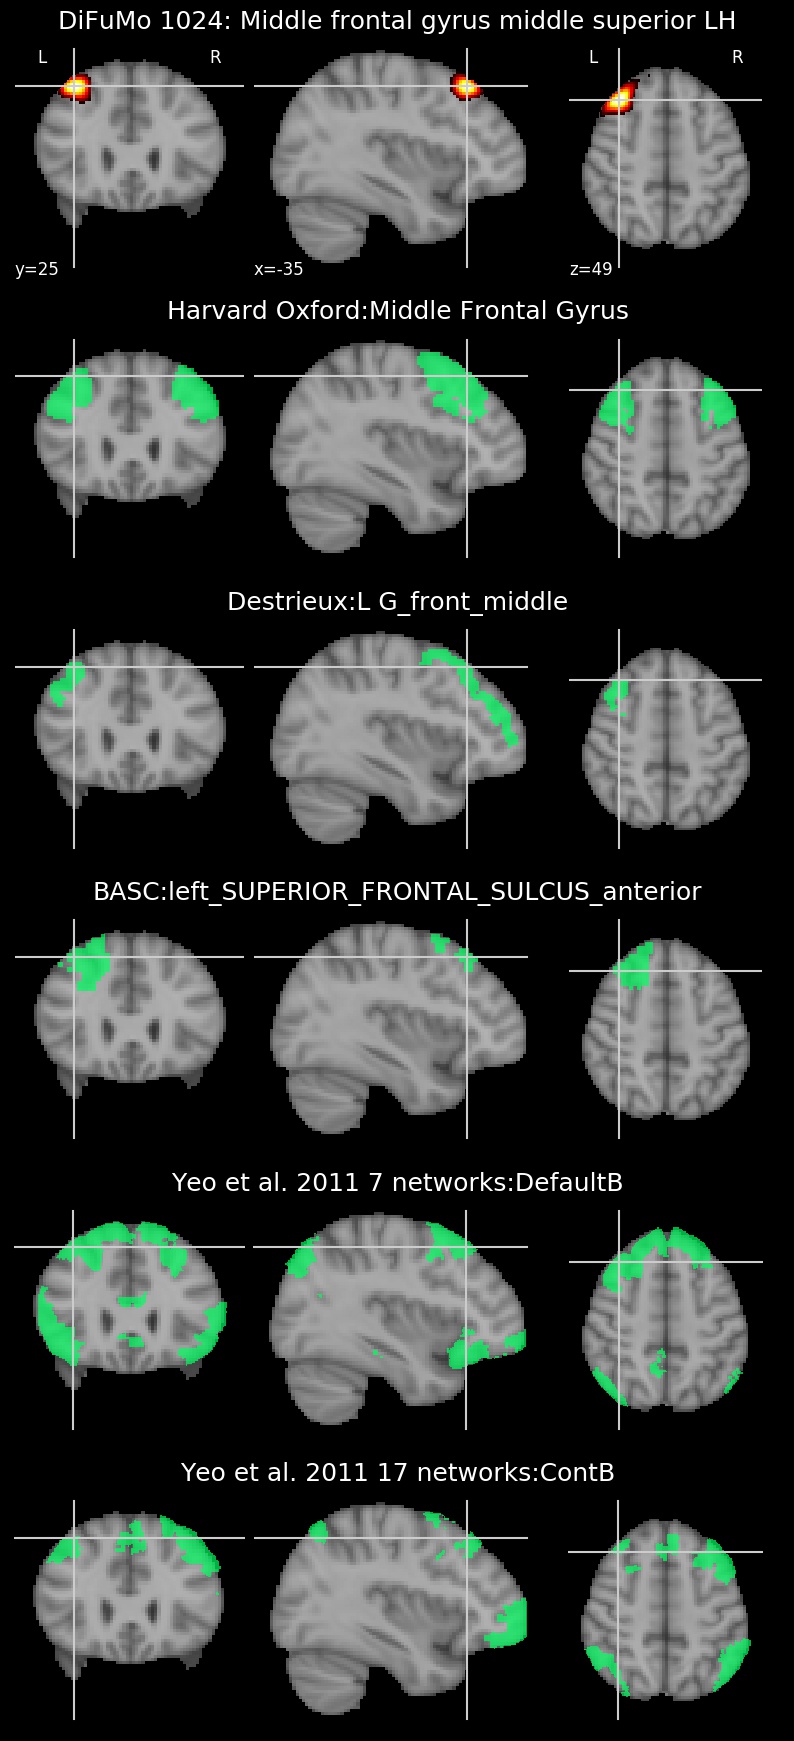 DiFuMo 1024: Middle frontal gyrus middle superior LH
L R L R
y=25 x=-35 z=49
Harvard Oxford:Middle Frontal Gyrus
Destrieux:L G_front_middle
BASC:left_SUPERIOR_FRONTAL_SULCUS_anterior
Yeo et al. 2011 7 networks:DefaultB
Yeo et al. 2011 17 networks:ContB